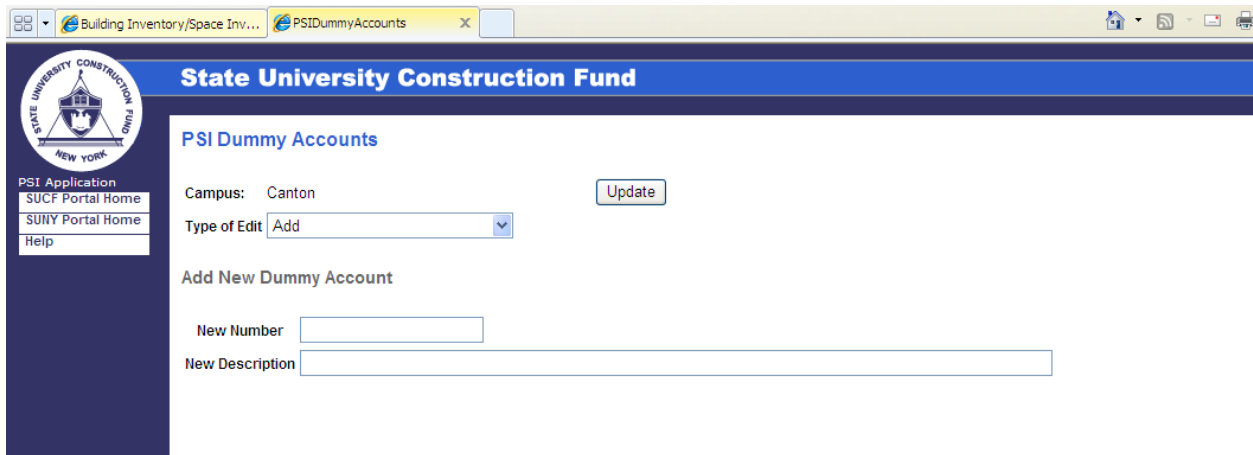 Building Inventory/Space Inv...
PSIDummyAccounts
STATE UNIVERSITY CONSTRUCTION FUND
NEW YORK
State University Construction Fund
PSI Application
SUCF Portal Home
SUNY Portal Home
Help
PSI Dummy Accounts
Campus: Canton Update
Type of Edit Add
Add New Dummy Account
New Number
New Description